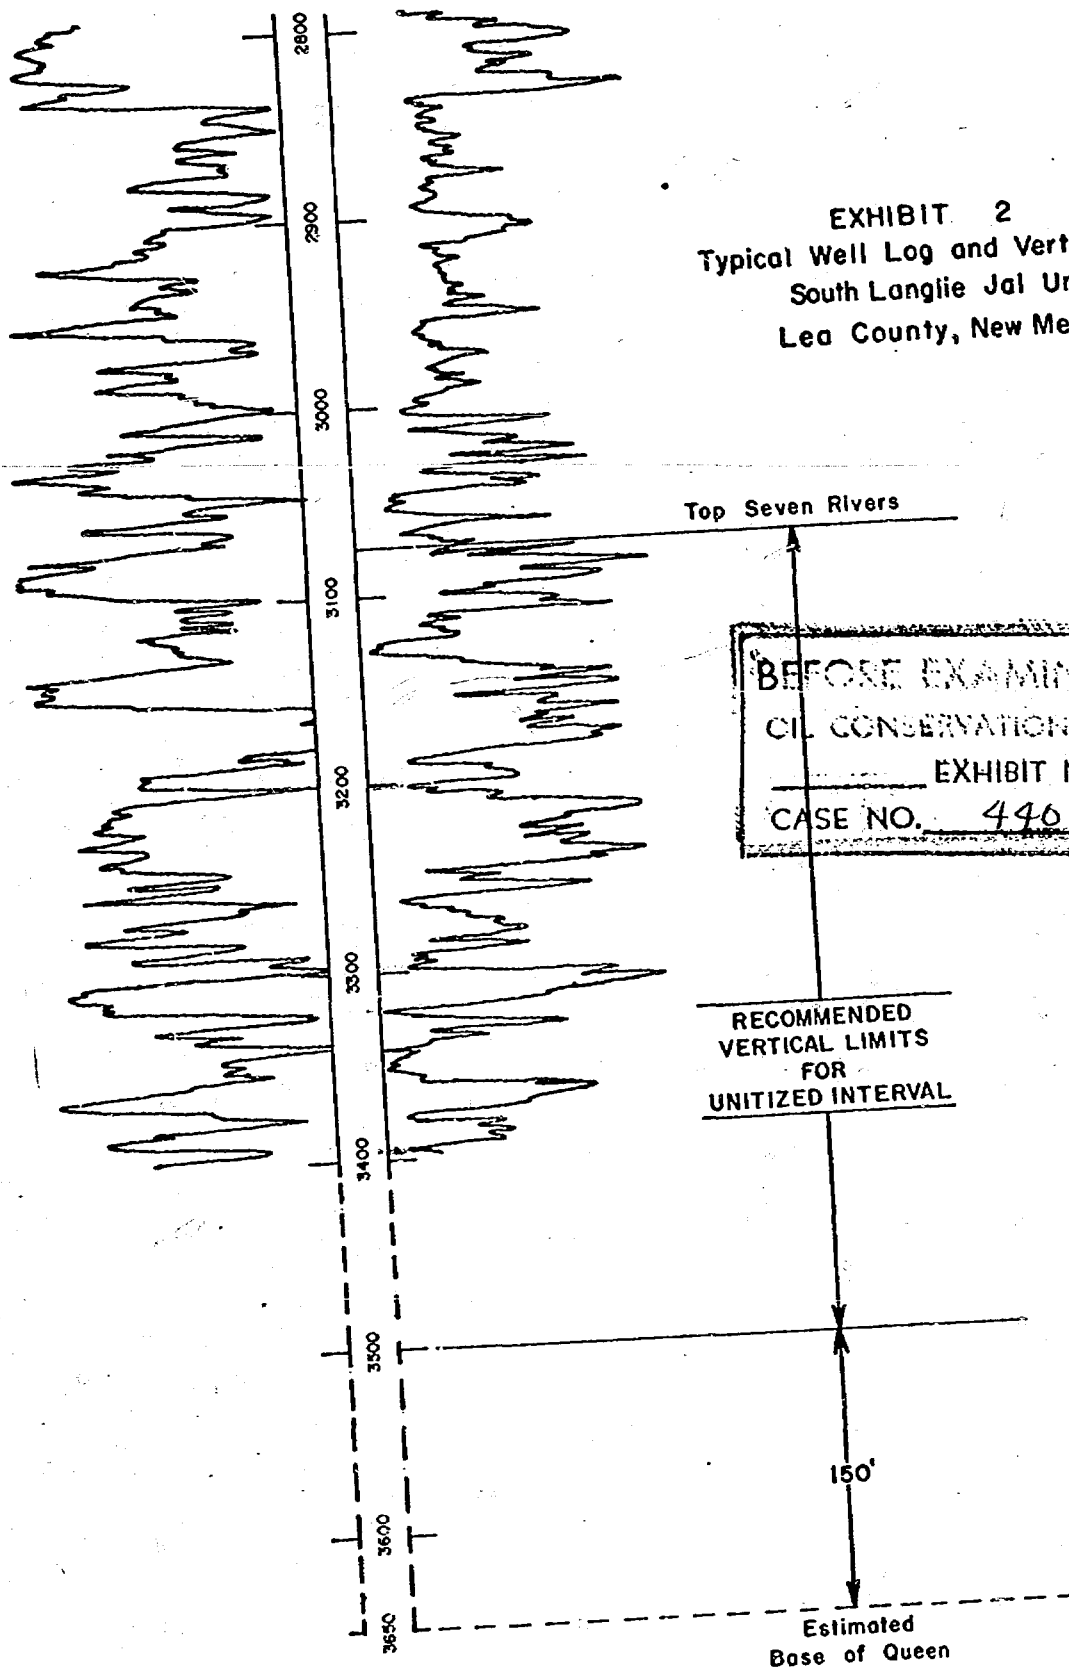 EXHIBIT 2
Typical Well Log and Vert
South Langlie Jal Un
Lea County, New Me
2800
2900
3000
Top Seven Rivers
3100
BEFORE EXAMIN
OIL CONSERVATION
EXHIBIT N
CASE NO. 440
3200
3300
RECOMMENDED
VERTICAL LIMITS
FOR
UNITIZED INTERVAL
3400
3500
150'
3600
3650
Estimated
Base of Queen